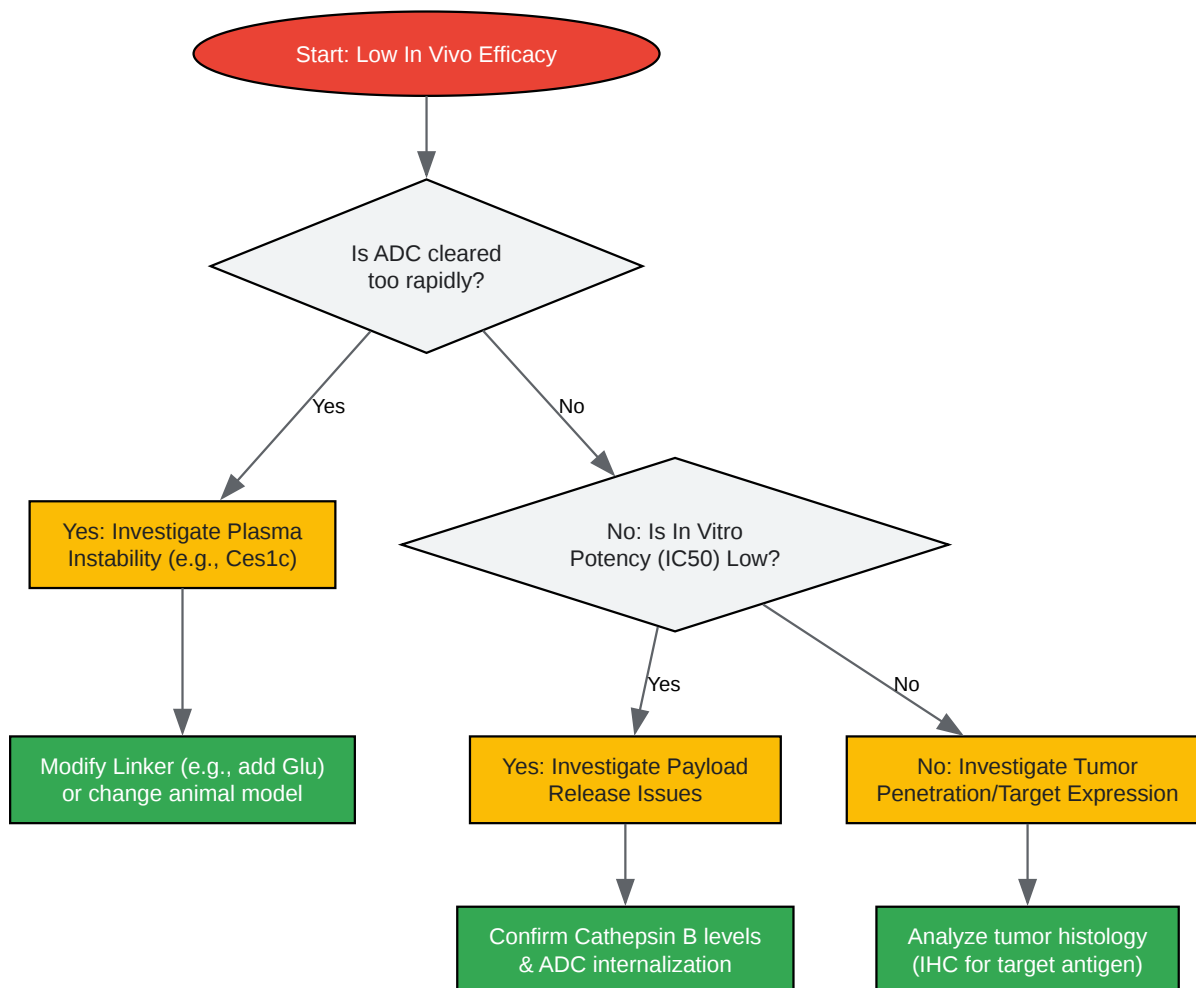 Start: Low In Vivo Efficacy
Is ADC cleared
too rapidly?
Yes
No
Yes: Investigate Plasma
Instability (e.g., Ces1c)
No: Is In Vitro
Potency (IC50) Low?
Yes
No
Modify Linker (e.g., add Glu)
or change animal model
Yes: Investigate Payload
Release Issues
No: Investigate Tumor
Penetration/Target Expression
Confirm Cathepsin B levels
& ADC internalization
Analyze tumor histology
(IHC for target antigen)